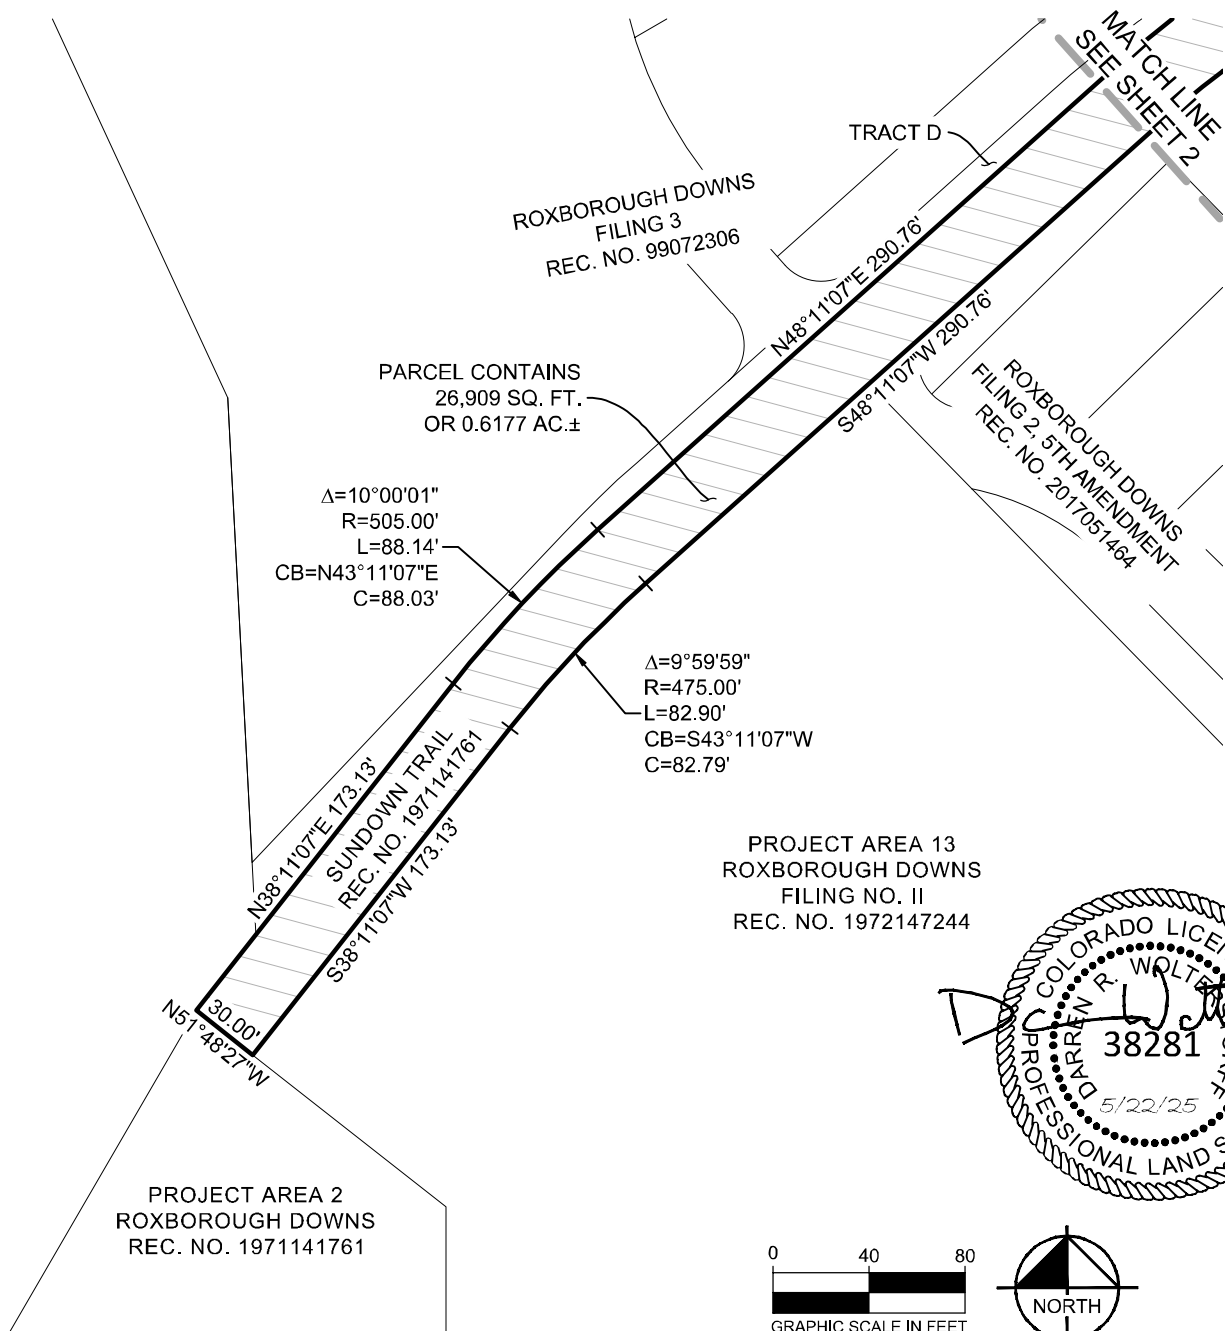 MATCH LINE
SEE SHEET 2
TRACT D
ROXBOROUGH DOWNS
FILING 3
REC. NO. 99072306
N48°11'07"E 290.76'
S48°11'07"W 290.76'
PARCEL CONTAINS
26,909 SQ. FT.
OR 0.6177 AC.±
ROXBOROUGH DOWNS
FILING 2, 5TH AMENDMENT
REC. NO. 2017051464
Δ=10°00'01"
R=505.00'
L=88.14'
CB=N43°11'07"E
C=88.03'
Δ=9°59'59"
R=475.00'
L=82.90'
CB=S43°11'07"W
C=82.79'
N38°11'07"E 173.13'
SUNDOWN TRAIL
REC. NO. 1971141761
S38°11'07"W 173.13'
30.00'
N51°48'27"W
PROJECT AREA 13
ROXBOROUGH DOWNS
FILING NO. II
REC. NO. 1972147244
COLORADO LICE
DARREN R. WOLTE
38281
5/22/25
PROFESSIONAL LAND S
PROJECT AREA 2
ROXBOROUGH DOWNS
REC. NO. 1971141761
0 40 80
GRAPHIC SCALE IN FEET
NORTH